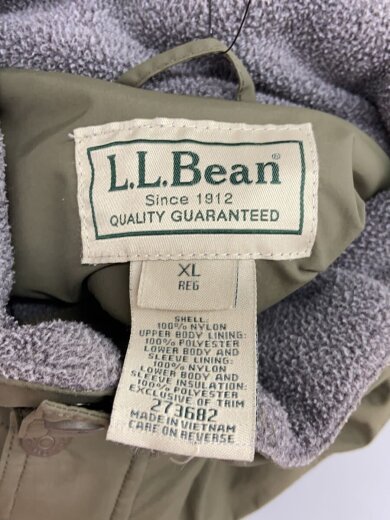 L.L.Bean®
Since 1912
QUALITY GUARANTEED
XL
REG
SHELL:
100% NYLON
UPPER BODY LINING:
100% POLYESTER
LOWER BODY AND
SLEEVE LINING:
100% NYLON
LOWER BODY AND
SLEEVE INSULATION:
100% POLYESTER
EXCLUSIVE OF TRIM
273682
MADE IN VIETNAM
CARE ON REVERSE